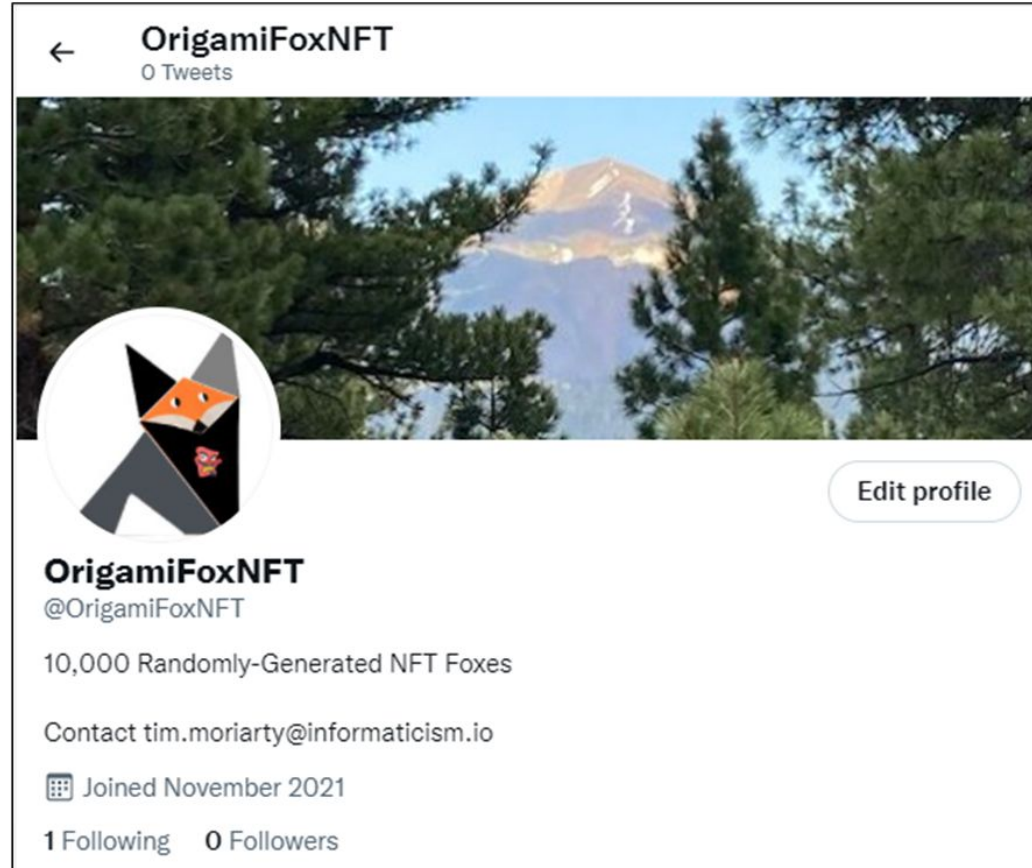 OrigamiFoxNFT
0 Tweets
Edit profile
OrigamiFoxNFT
@OrigamiFoxNFT
10,000 Randomly-Generated NFT Foxes
Contact tim.moriarty@informaticism.io
Joined November 2021
1 Following 0 Followers